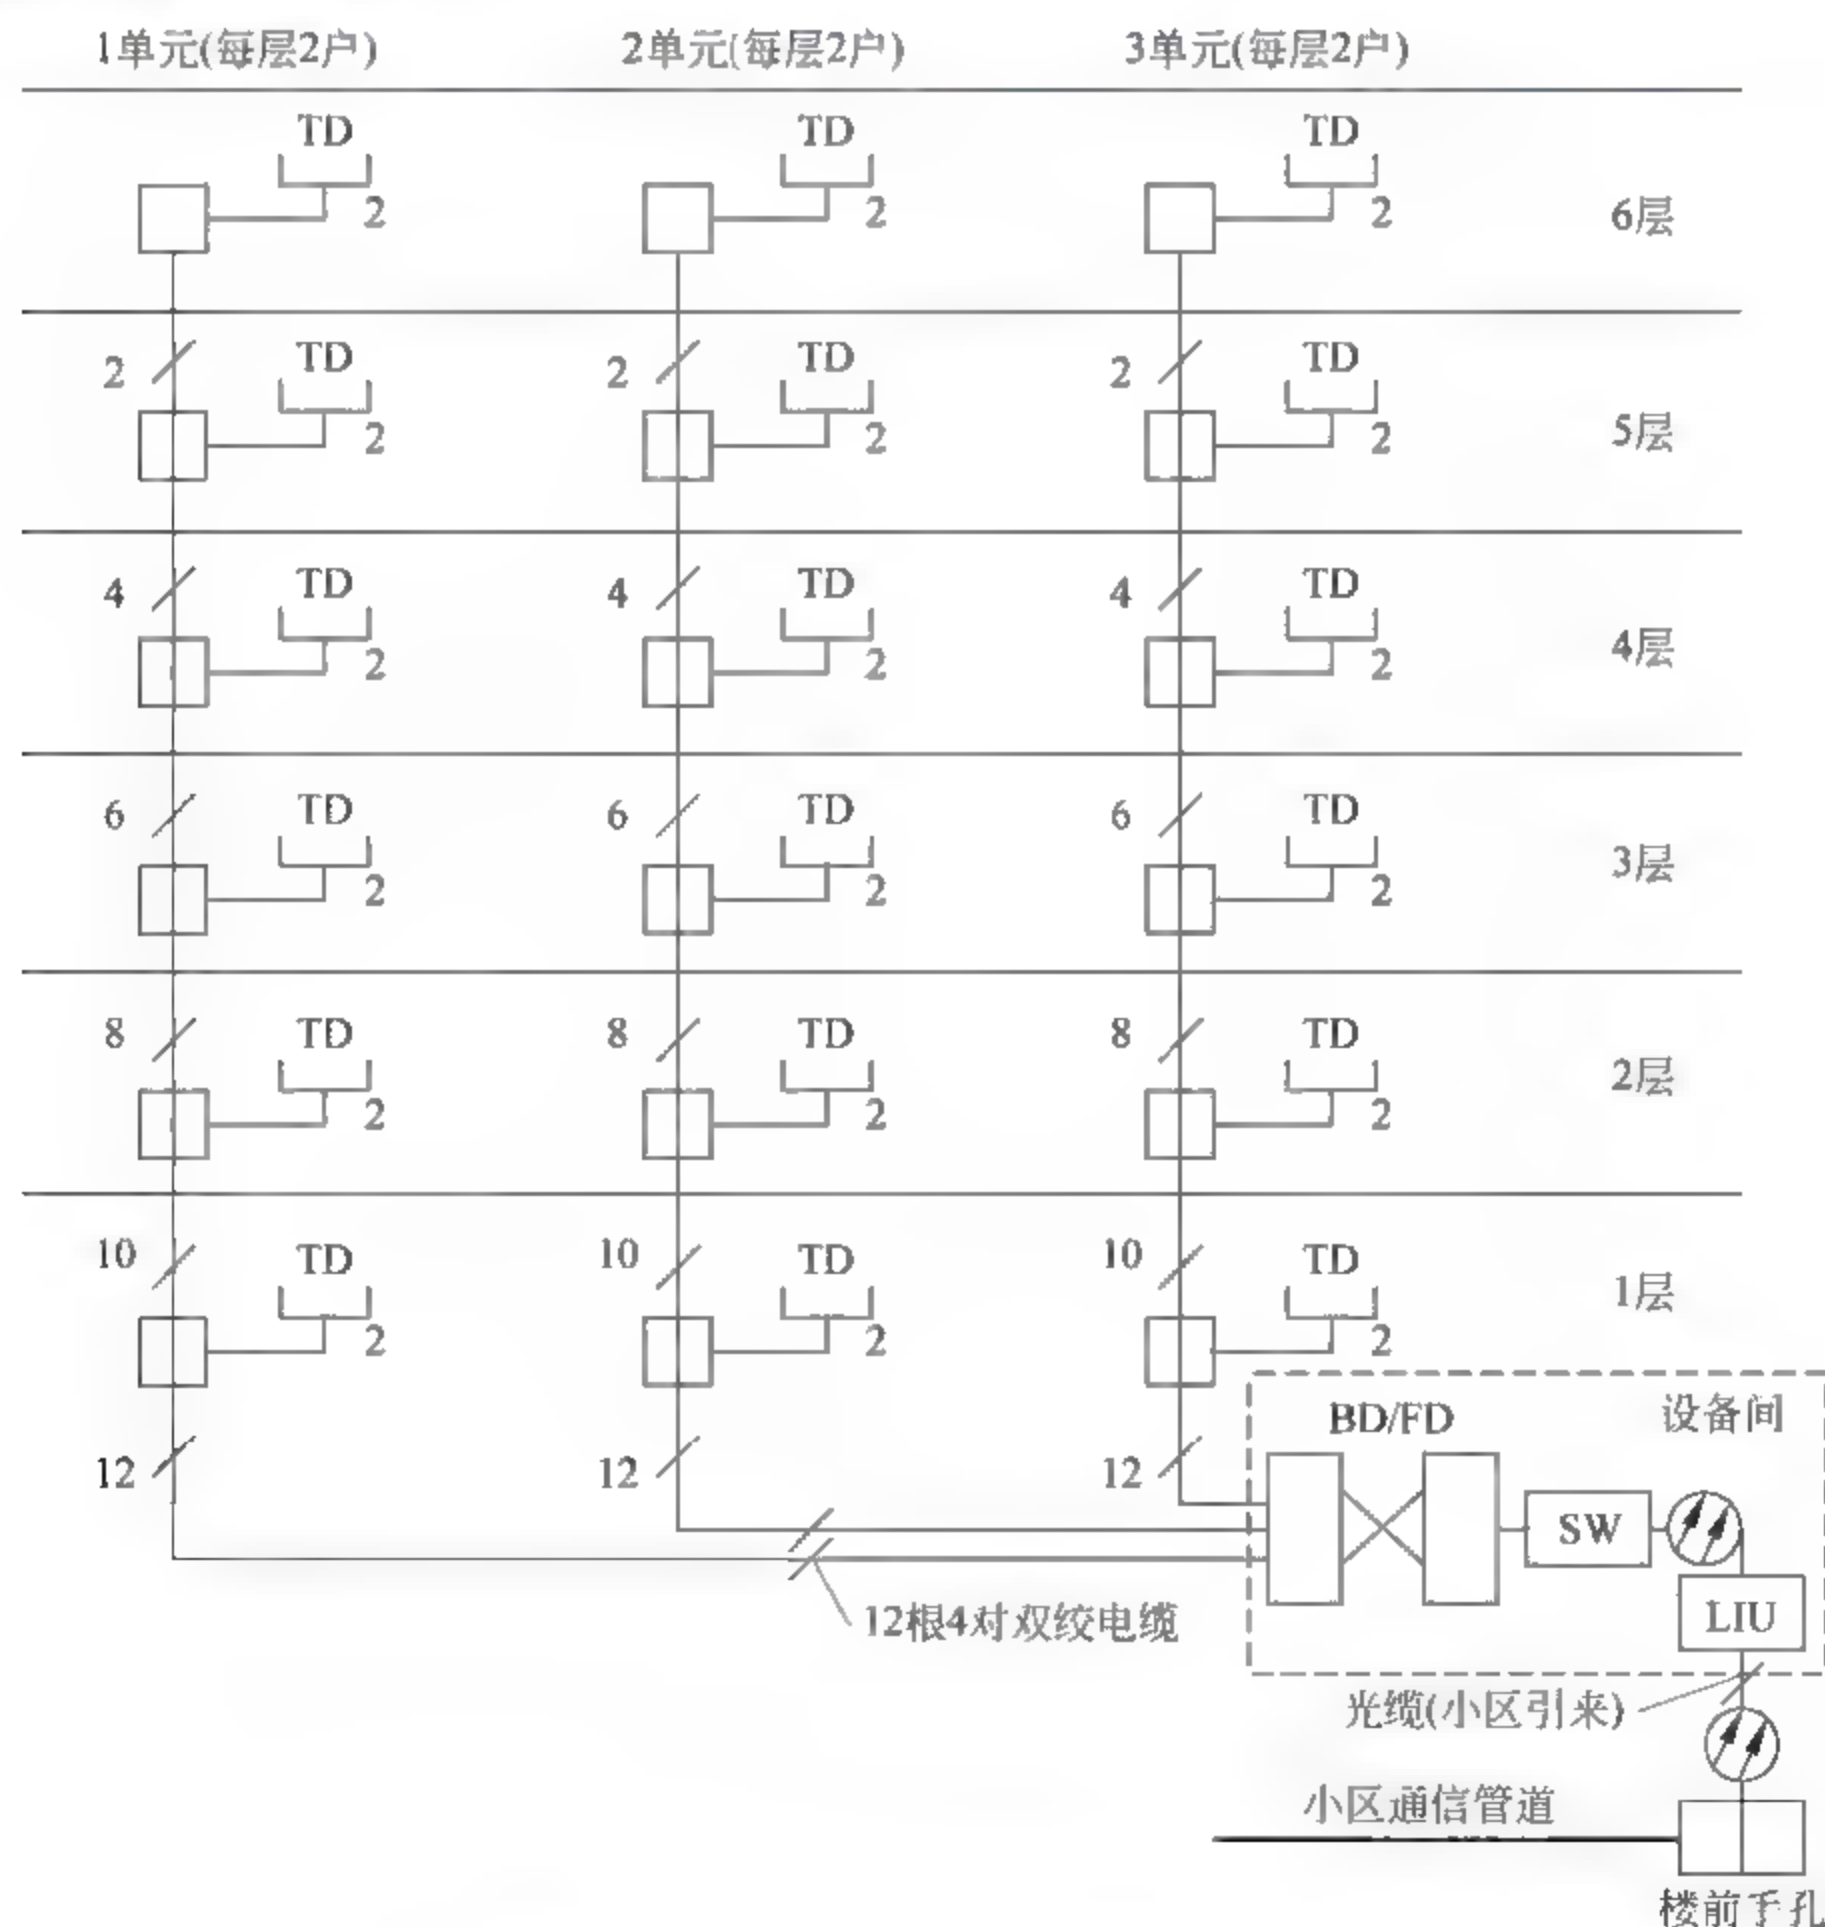 1单元(每层2户) 2单元(每层2户) 3单元(每层2户)
TD TD TD
2 2 2 6层
TD TD TD
2 2 2
2 2 2 5层
TD TD TD
4 4 4
2 2 2 4层
TD TD TD
6 6 6
2 2 2 3层
TD TD TD
8 8 8
2 2 2 2层
TD TD TD
10 10 10
1层
2 2 2
BD/FD 设备间
12 12 12
SW
12根4对双绞电缆 LIU
光缆(小区引来)
小区通信管道
楼前手孔